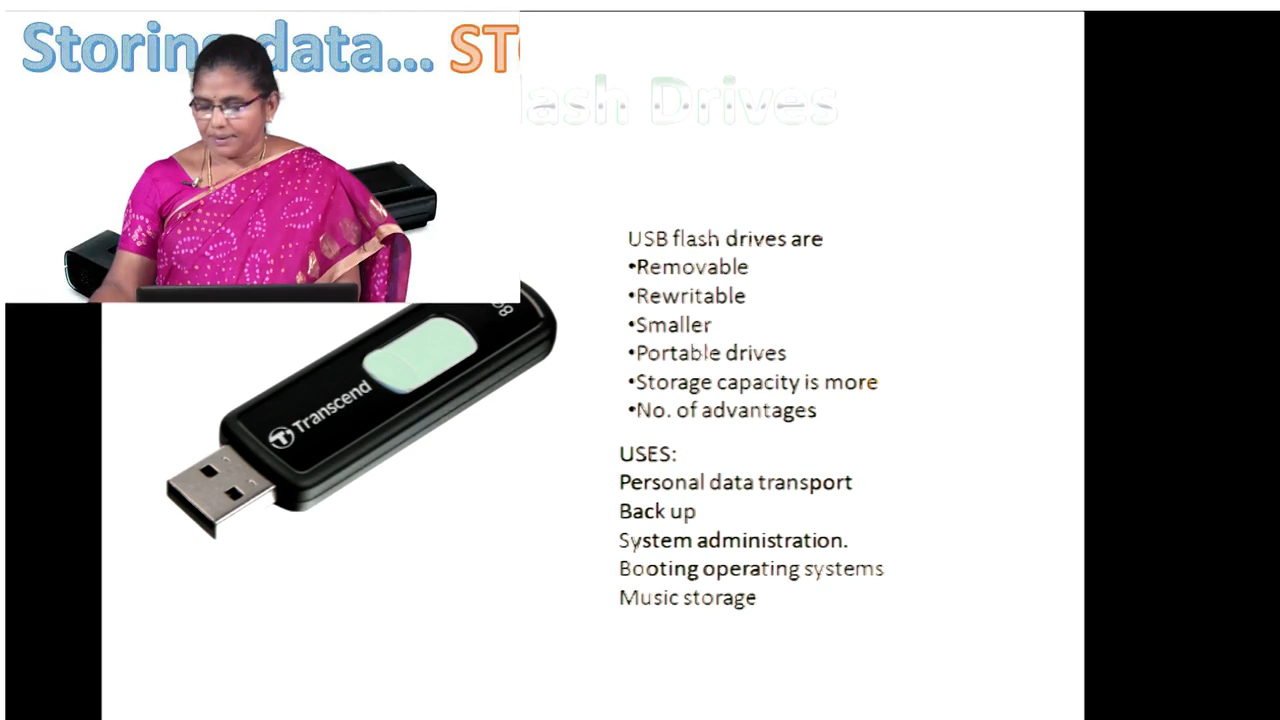 Storing data...
Drives
USB flash drives are
•Removable
•Rewritable
•Smaller
•Portable drives
•Storage capacity is more
•No. of advantages
USES:
Personal data transport
Back up
System administration.
Booting operating systems
Music storage
Transcend